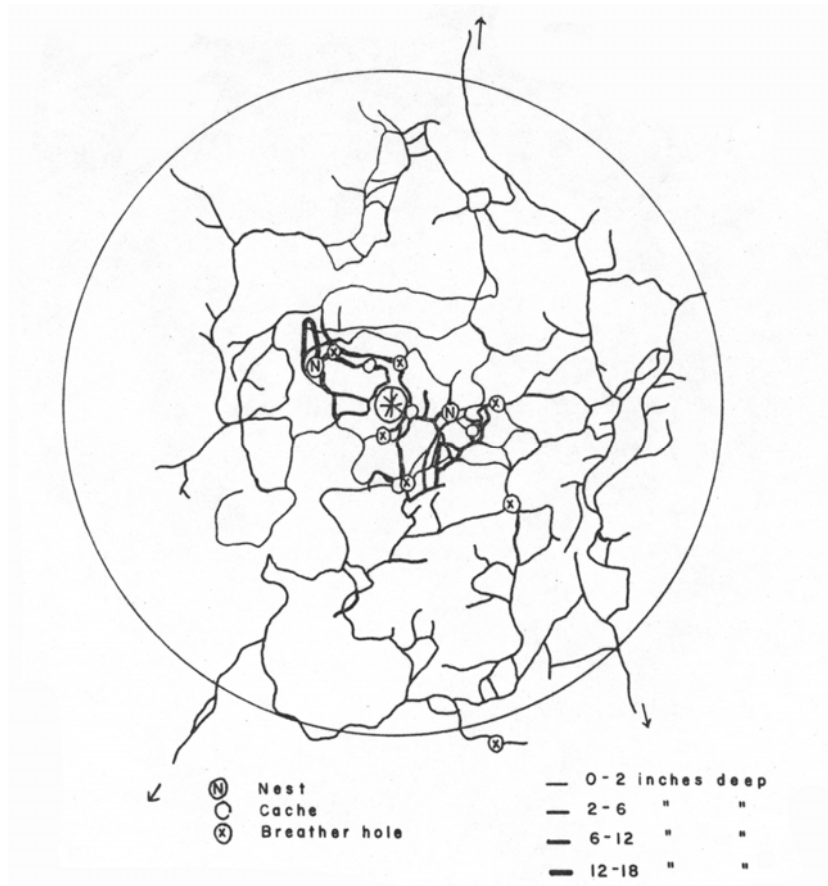 N
X
X
N
X
X
X
X
X
N Nest
Cache
X Breather hole
0-2 inches deep
2-6 " "
6-12 " "
12-18 " "